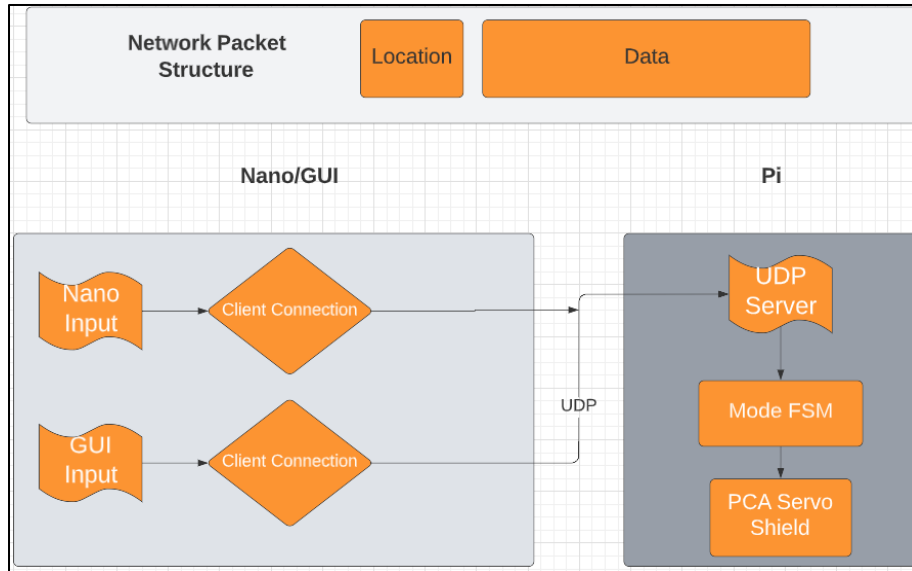 Network Packet
Structure
Location
Data
Nano/GUI
Pi
Nano
Input
Client Connection
UDP
Server
UDP
Mode FSM
GUI
Input
Client Connection
PCA Servo
Shield